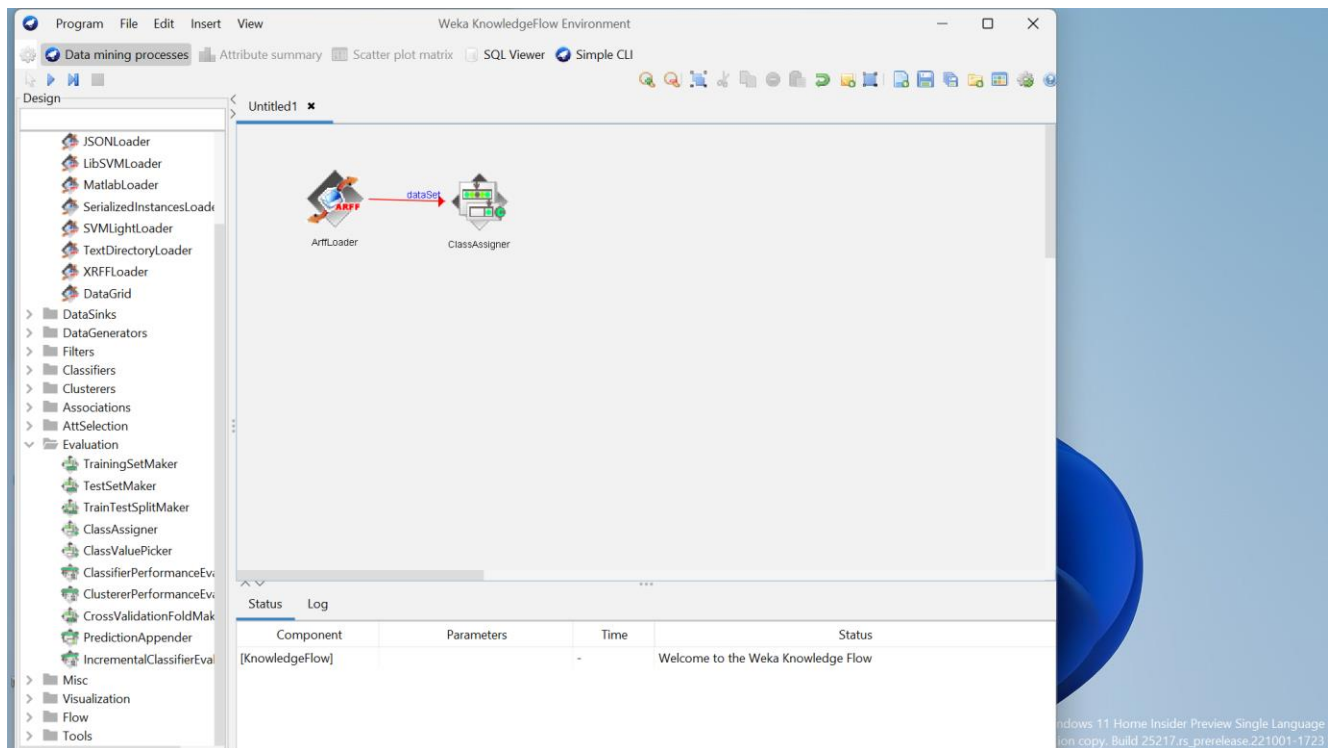 Program File Edit Insert View Weka KnowledgeFlow Environment
Data mining processes Attribute summary Scatter plot matrix SQL Viewer Simple CLI
Design
Untitled1
JSONLoader
LibSVMLoader
MatlabLoader
SerializedInstancesLoade
SVMLightLoader
TextDirectoryLoader
XRFFLoader
DataGrid
DataSinks
DataGenerators
Filters
Classifiers
Clusterers
Associations
AttSelection
Evaluation
TrainingSetMaker
TestSetMaker
TrainTestSplitMaker
ClassAssigner
ClassValuePicker
ClassifierPerformanceEva
ClustererPerformanceEva
CrossValidationFoldMak
PredictionAppender
IncrementalClassifierEval
Misc
Visualization
Flow
Tools
ARFF
dataSet
ArffLoader ClassAssigner
Status Log
Component Parameters Time Status
[KnowledgeFlow] - Welcome to the Weka Knowledge Flow
ndows 11 Home Insider Preview Single Language
ion copy. Build 25217.rs_prerelease.221001-1723